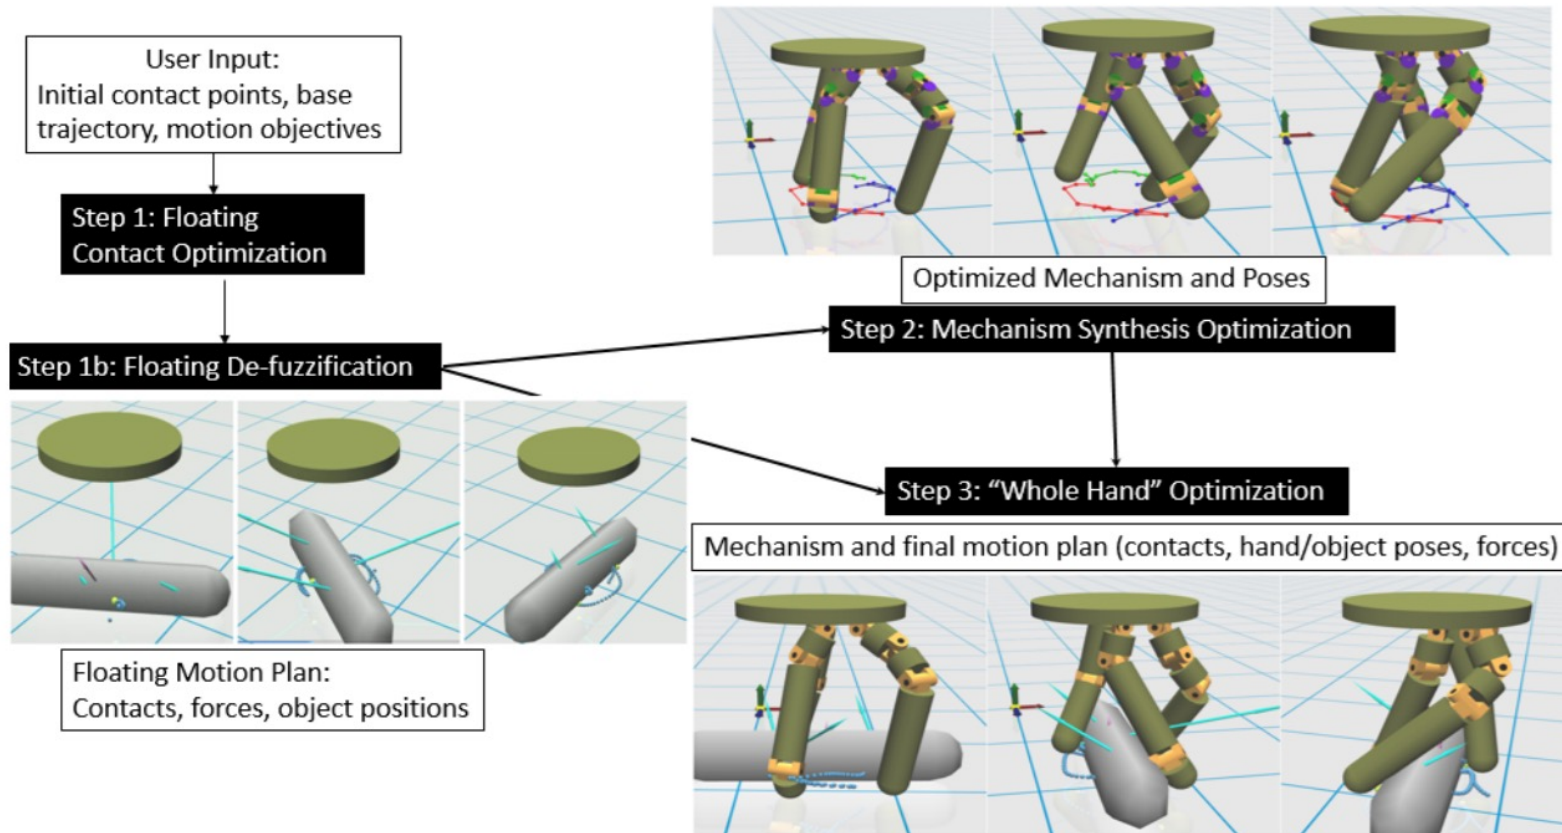 User Input:
Initial contact points, base
trajectory, motion objectives
Step 1: Floating
Contact Optimization
Step 1b: Floating De-fuzzification
Floating Motion Plan:
Contacts, forces, object positions
Optimized Mechanism and Poses
Step 2: Mechanism Synthesis Optimization
Step 3: “Whole Hand” Optimization
Mechanism and final motion plan (contacts, hand/object poses, forces)